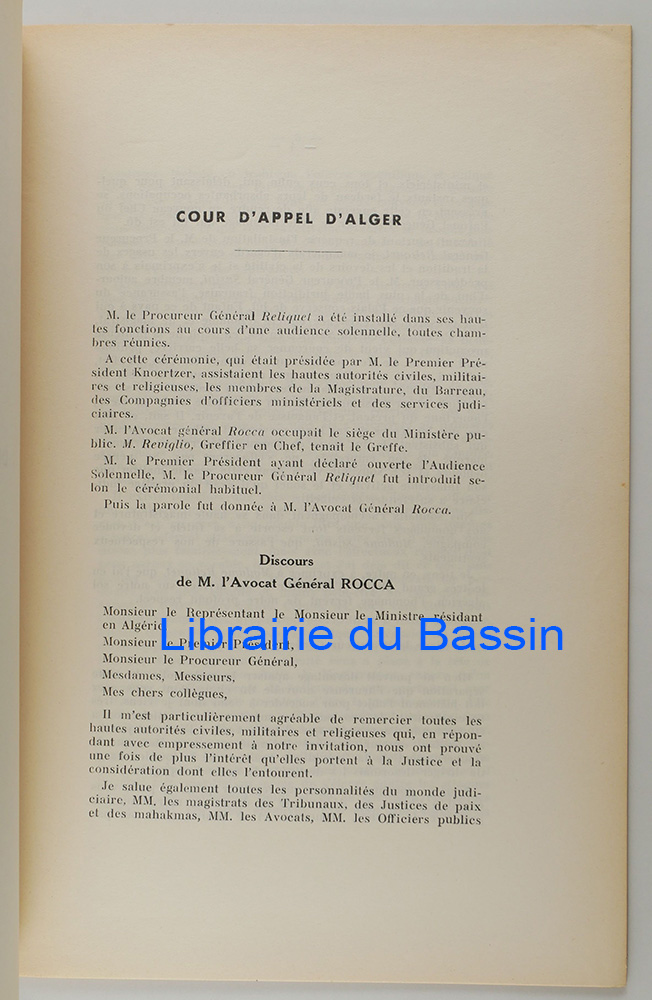 COUR D'APPEL D'ALGER
M. le Procureur Général Reliquet a été installé dans ses hau-
tes fonctions au cours d'une audience solennelle, toutes cham-
bres réunies.
A cette cérémonie, qui était présidée par M. le Premier Pré-
sident Knoertzer, assistaient les hautes autorités civiles, militai-
res et religieuses, les membres de la Magistrature, du Barreau,
des Compagnies d'officiers ministériels et des services judi-
ciaires.
M. l'Avocat général Rocca occupait le siège du Ministère pu-
blic. M. Reviglio, Greffier en Chef, tenait le Greffe.
M. le Premier Président ayant déclaré ouverte l'Audience
Solennelle, M. le Procureur Général Reliquet fut introduit se-
lon le cérémonial habituel.
Puis la parole fut donnée à M. l'Avocat Général Rocca.
Discours
de M. l'Avocat Général ROCCA
Monsieur le Représentant le Monsieur le Ministre résidant
en Algérie,
Monsieur le Premier Président,
Librairie du Bassin
Monsieur le Procureur Général,
Mesdames, Messieurs,
Mes chers collègues,
Il m'est particulièrement agréable de remercier toutes les
hautes autorités civiles, militaires et religieuses qui, en répon-
dant avec empressement à notre invitation, nous ont prouvé
une fois de plus l'intérêt qu'elles portent à la Justice et la
considération dont elles l'entourent.
Je salue également toutes les personnalités du monde judi-
ciaire, MM. les magistrats des Tribunaux, des Justices de paix
et des mahakmas, MM. les Avocats, MM. les Officiers publics